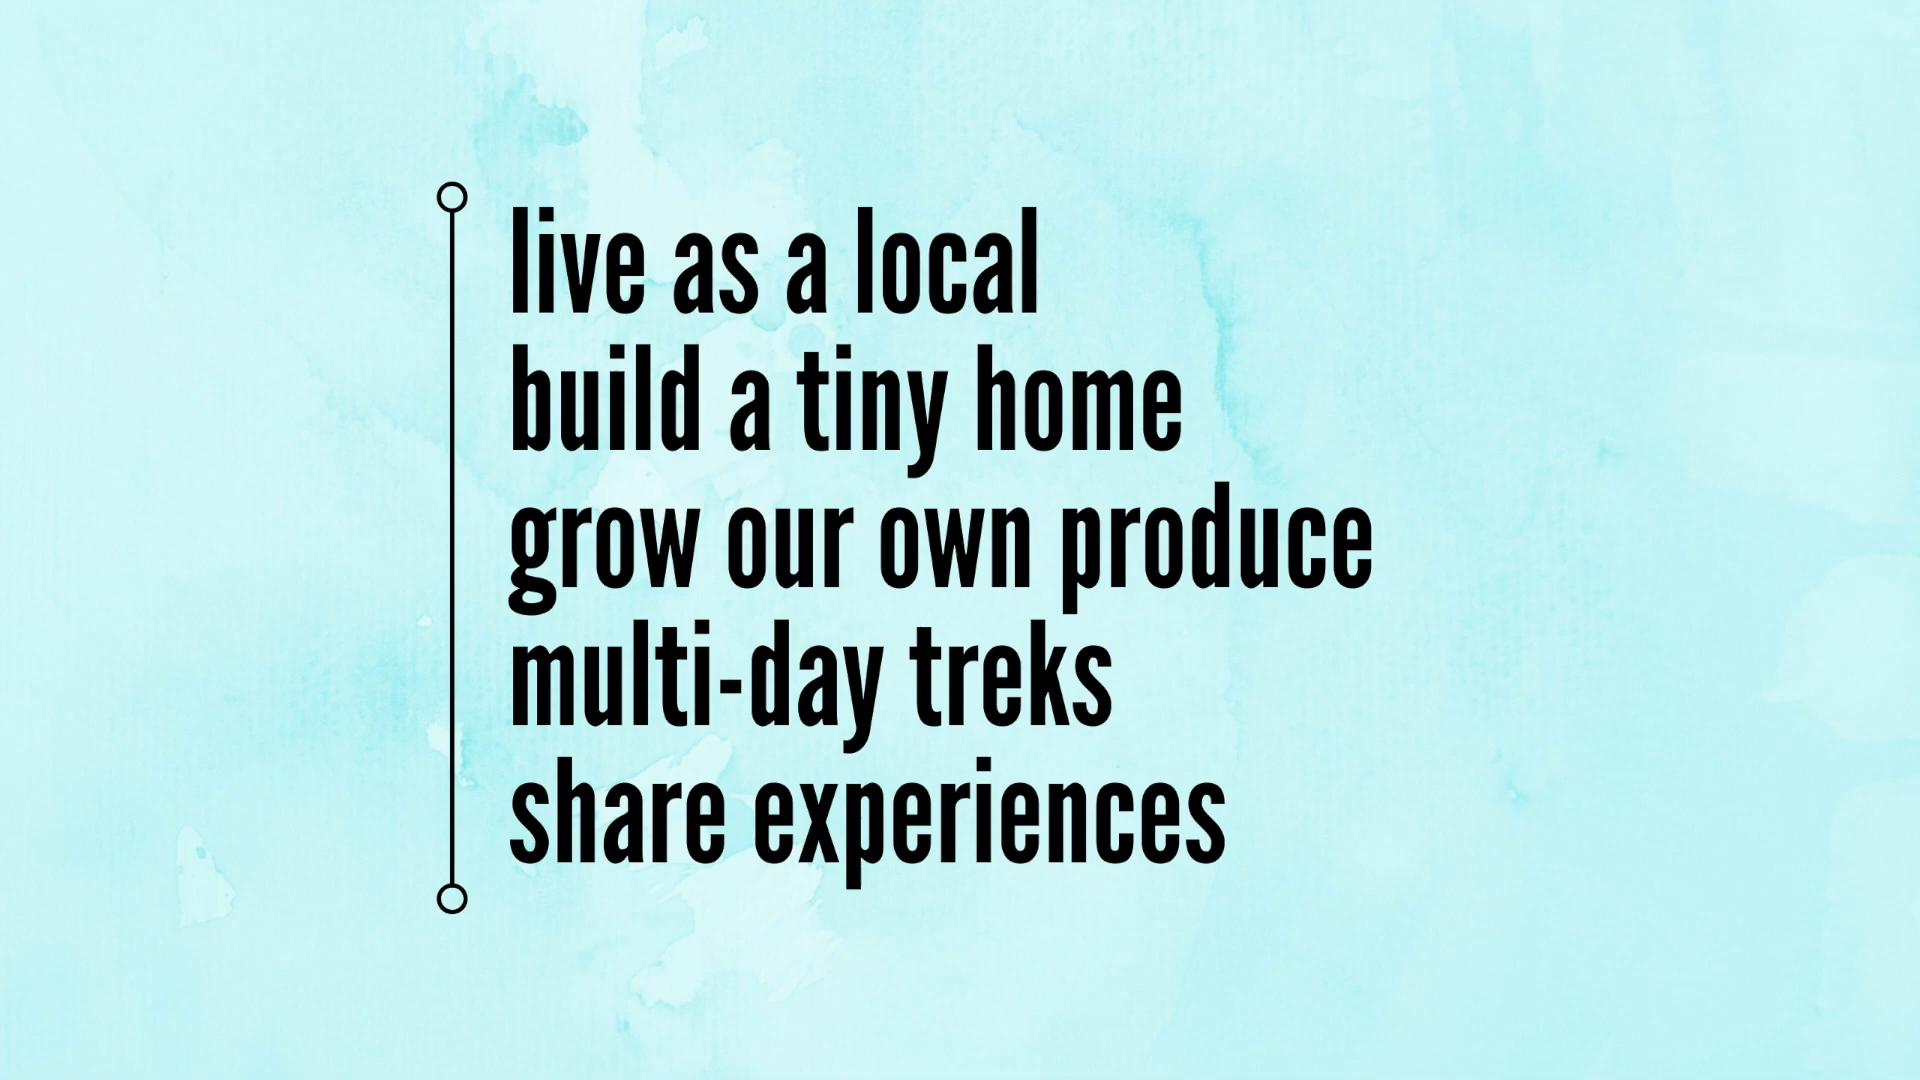 live as a local
build a tiny home
grow our own produce
multi-day treks
share experiences